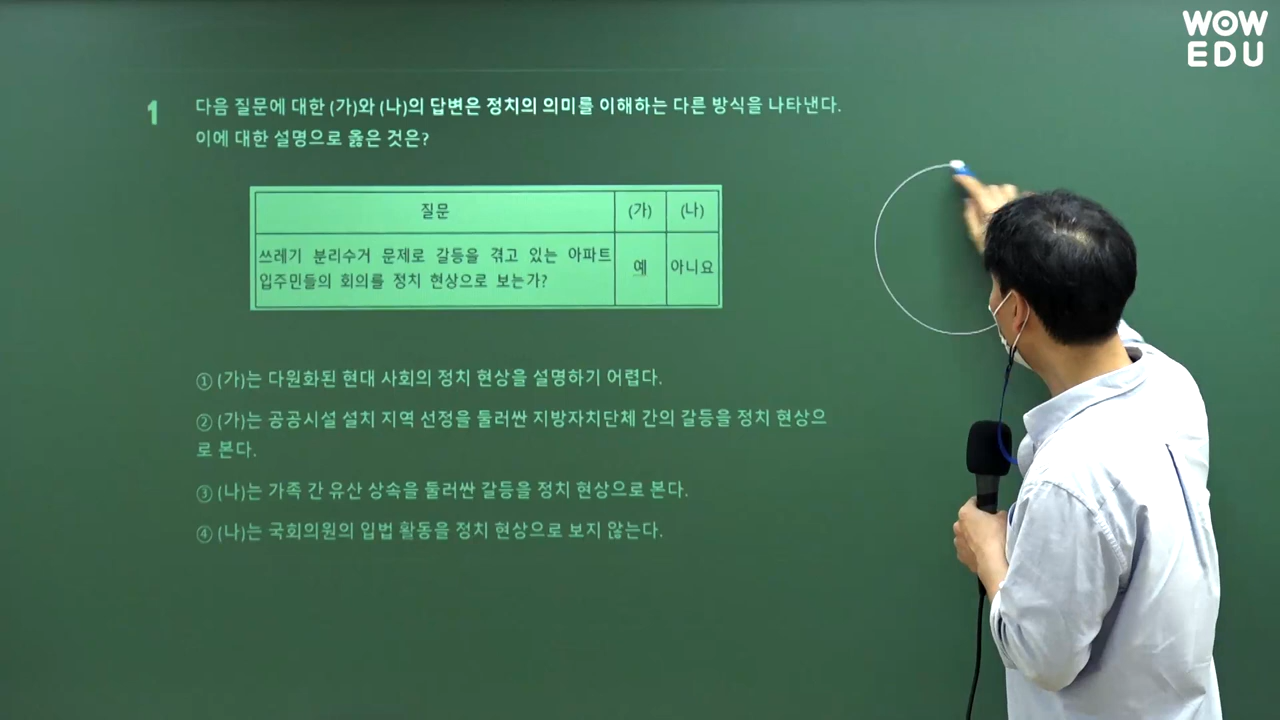 WOW
EDU
1
다음 질문에 대한 (가)와 (나)의 답변은 정치의 의미를 이해하는 다른 방식을 나타낸다.
이에 대한 설명으로 옳은 것은?
질문 (가) (나)
쓰레기 분리수거 문제로 갈등을 겪고 있는 아파트
입주민들의 회의를 정치 현상으로 보는가?
예 아니요
① (가)는 다원화된 현대 사회의 정치 현상을 설명하기 어렵다.
② (가)는 공공시설 설치 지역 선정을 둘러싼 지방자치단체 간의 갈등을 정치 현상으
로 본다.
③ (나)는 가족 간 유산 상속을 둘러싼 갈등을 정치 현상으로 본다.
④ (나)는 국회의원의 입법 활동을 정치 현상으로 보지 않는다.